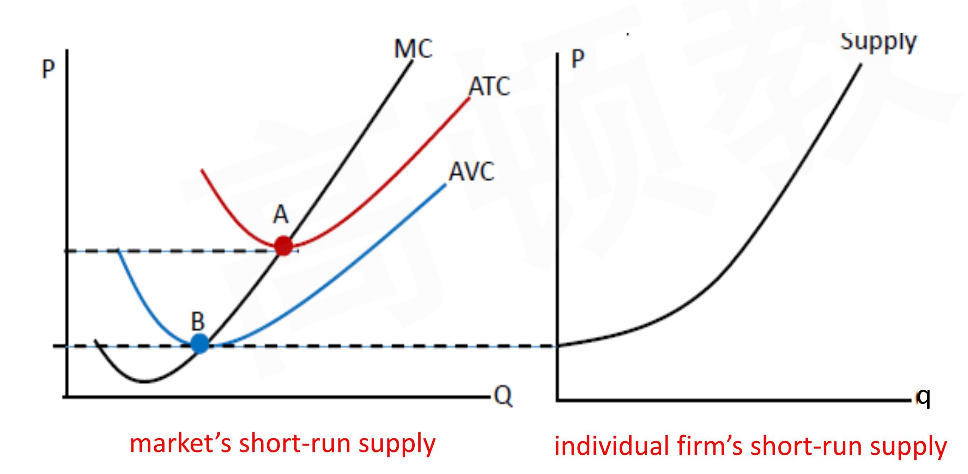 P
MC
ATC
AVC
A
B
Q
market's short-run supply
P
Supply
q
individual firm's short-run supply